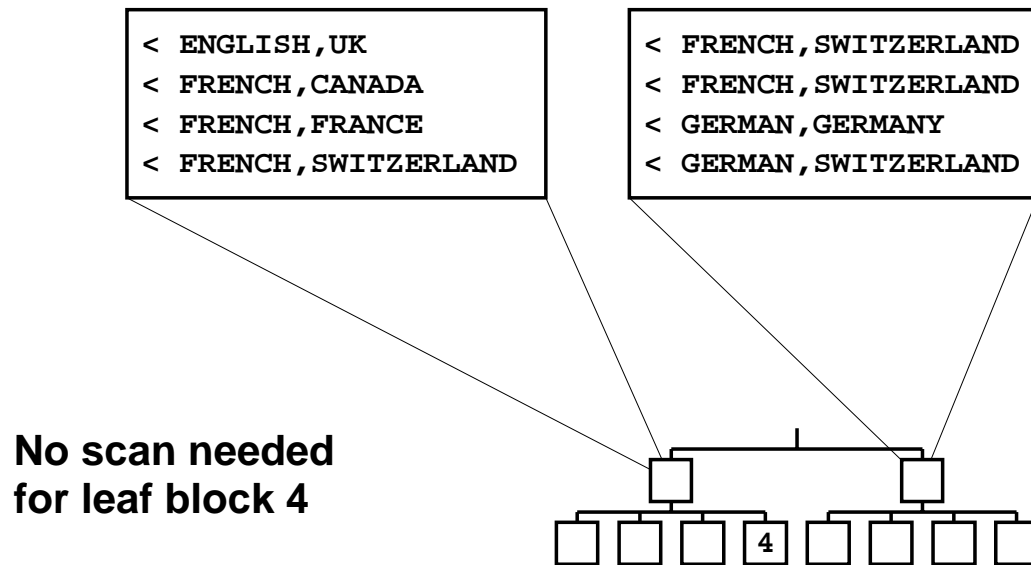 < ENGLISH,UK
< FRENCH,CANADA
< FRENCH,FRANCE
< FRENCH,SWITZERLAND
< FRENCH,SWITZERLAND
< FRENCH,SWITZERLAND
< GERMAN,GERMANY
< GERMAN,SWITZERLAND
No scan needed
for leaf block 4
4